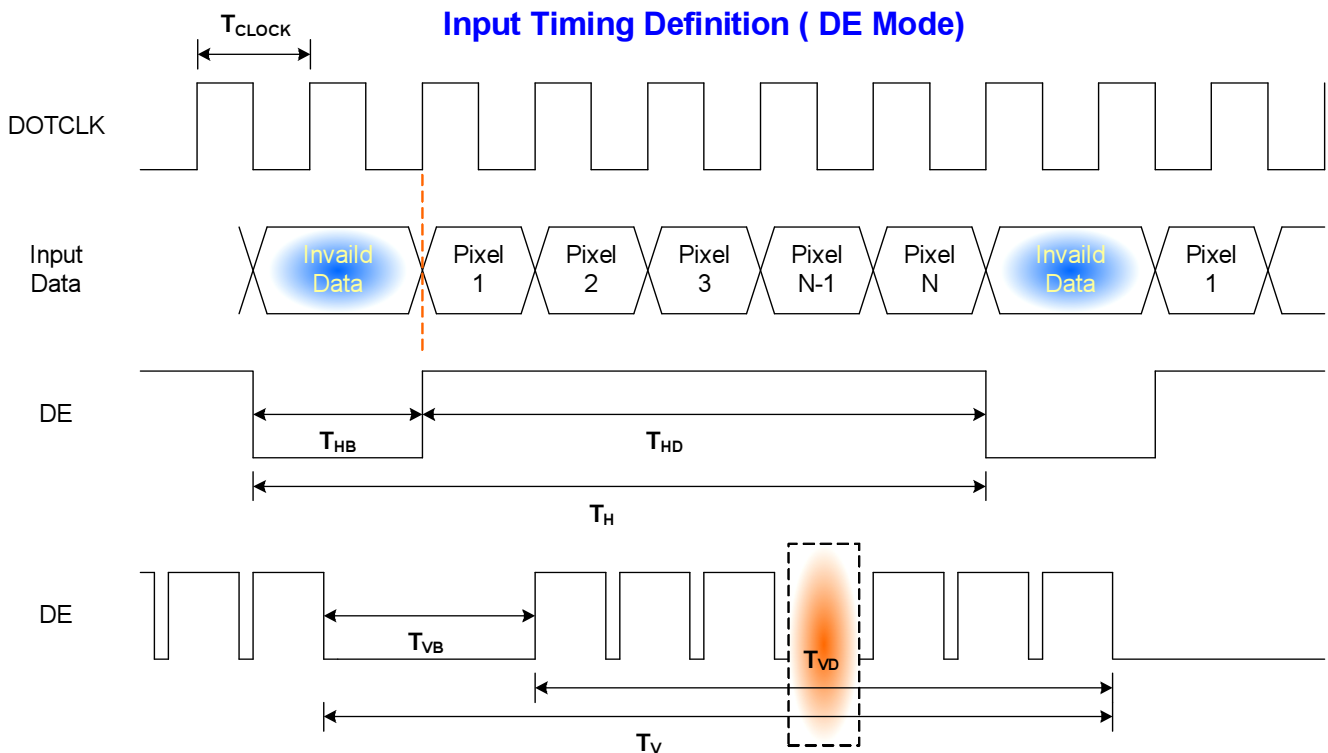 Input Timing Definition ( DE Mode)
TCLOCK
DOTCLK
Input
Data
Invaild
Data
Pixel
1
Pixel
2
Pixel
3
Pixel
N-1
Pixel
N
Invaild
Data
Pixel
1
DE
THB
THD
TH
DE
TVB
TVD
TV